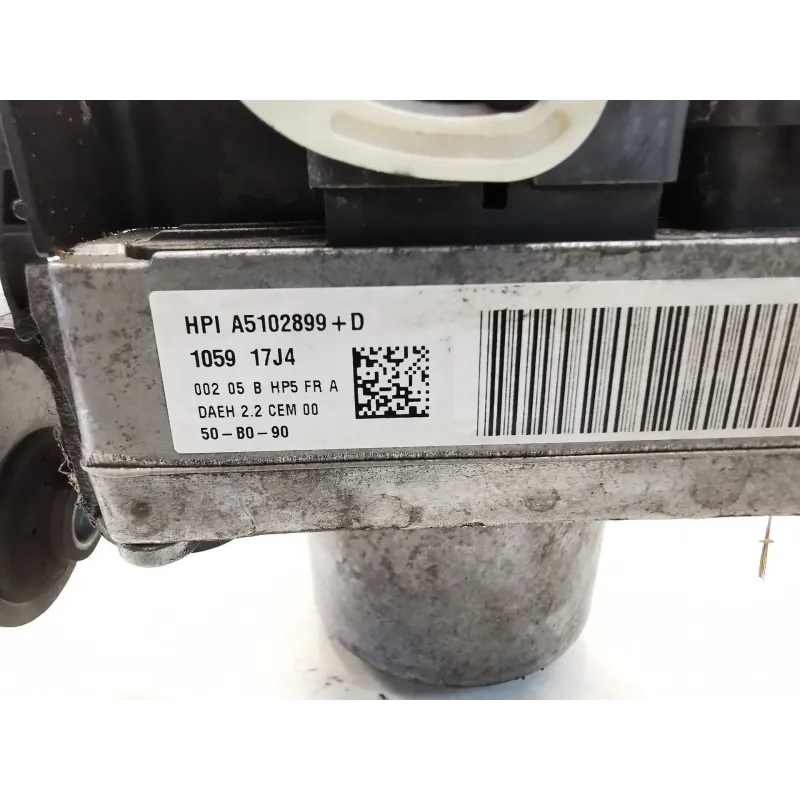 HPI A5102899+D
1059 17J4
002 05 B HP5 FR A
DAEH 2.2 CEM 00
50-B0-90